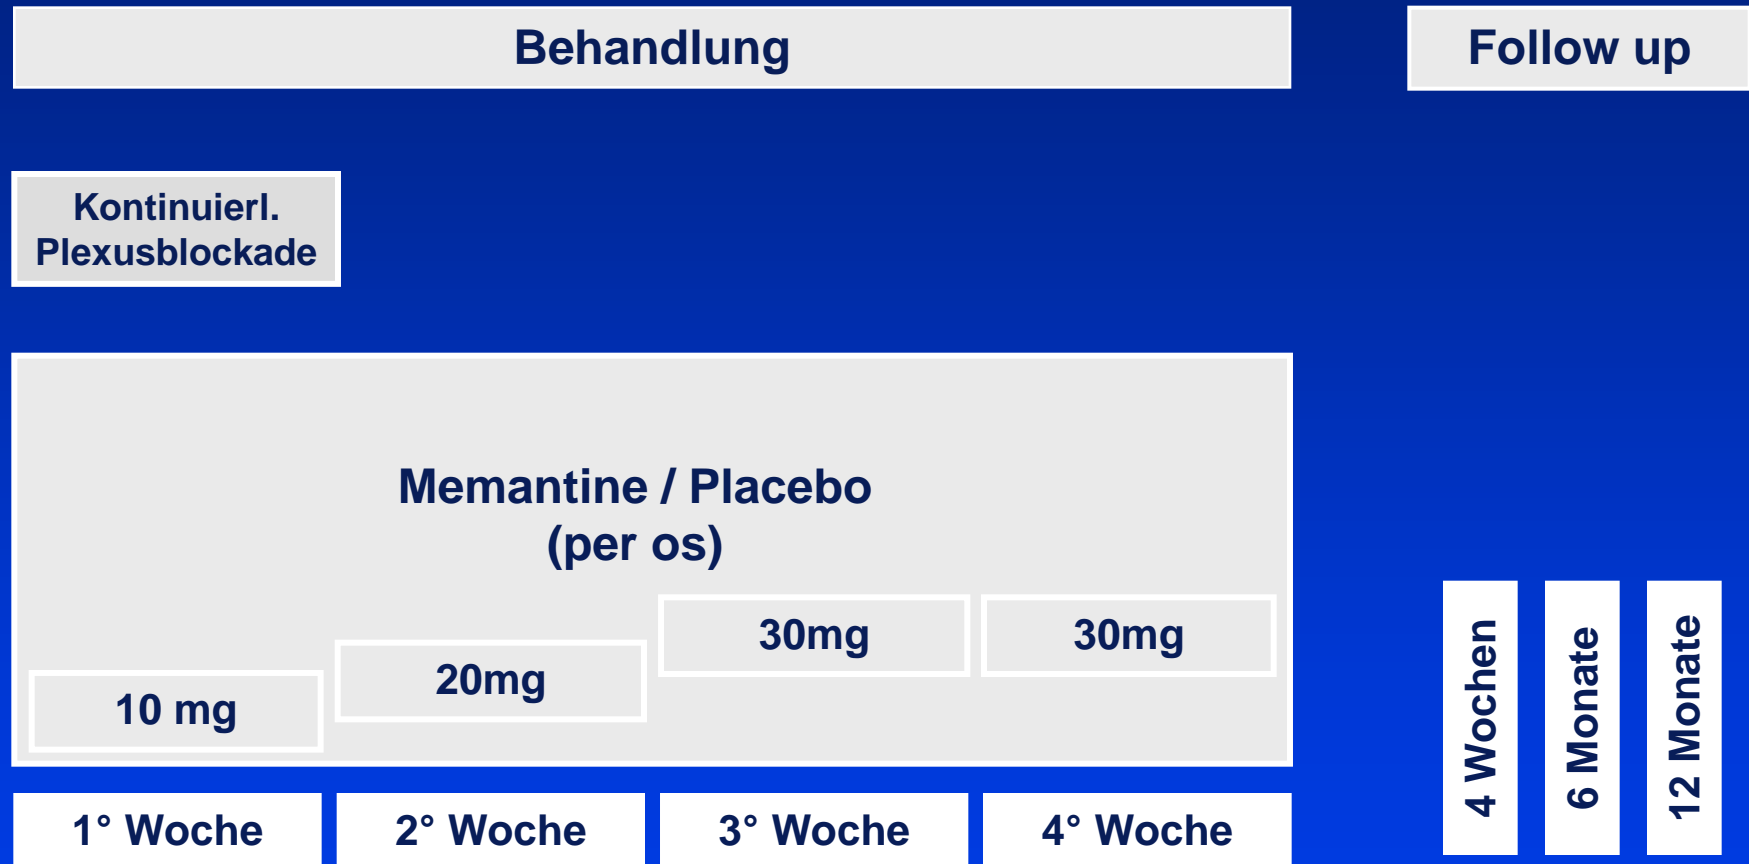 Behandlung
Follow up
Kontinuierl.
Plexusblockade
Memantine / Placebo
(per os)
10 mg
20mg
30mg
30mg
1° Woche
2° Woche
3° Woche
4° Woche
4 Wochen
6 Monate
12 Monate